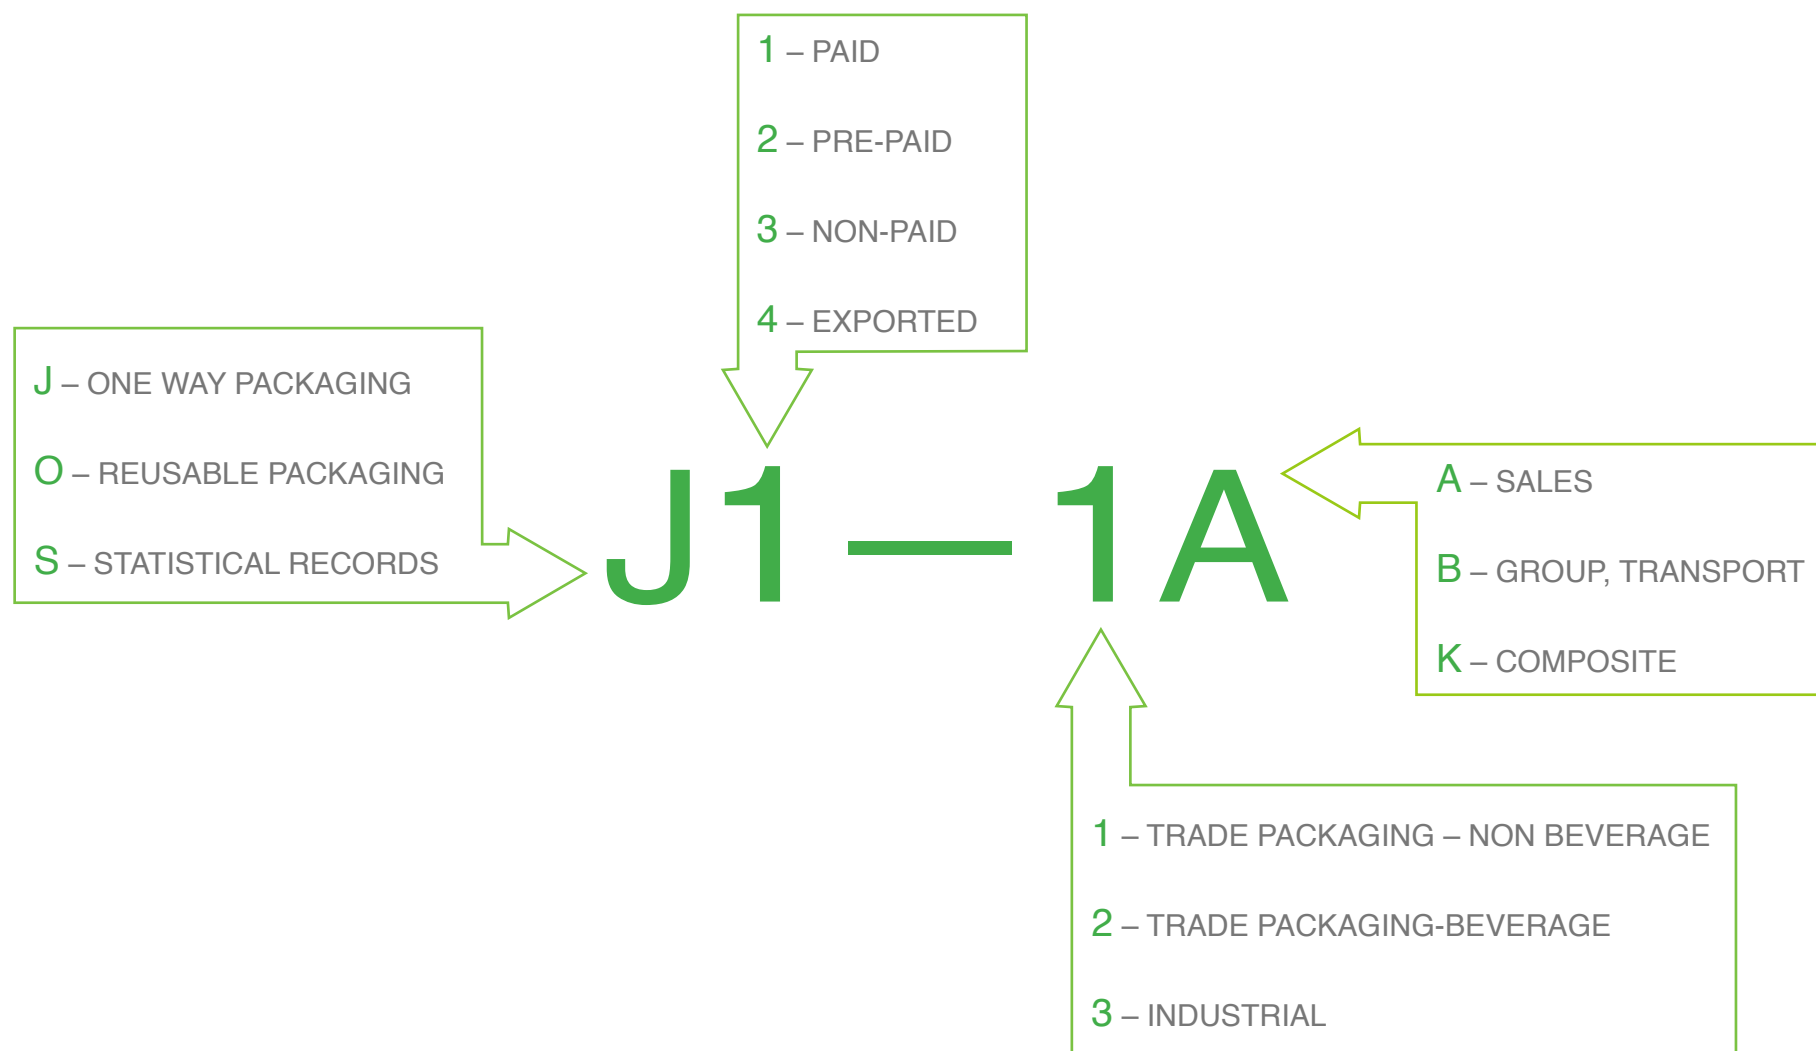 1 – PAID
2 – PRE-PAID
3 – NON-PAID
4 – EXPORTED
J – ONE WAY PACKAGING
O – REUSABLE PACKAGING
S – STATISTICAL RECORDS
J1 — 1A
A – SALES
B – GROUP, TRANSPORT
K – COMPOSITE
1 – TRADE PACKAGING – NON BEVERAGE
2 – TRADE PACKAGING-BEVERAGE
3 – INDUSTRIAL